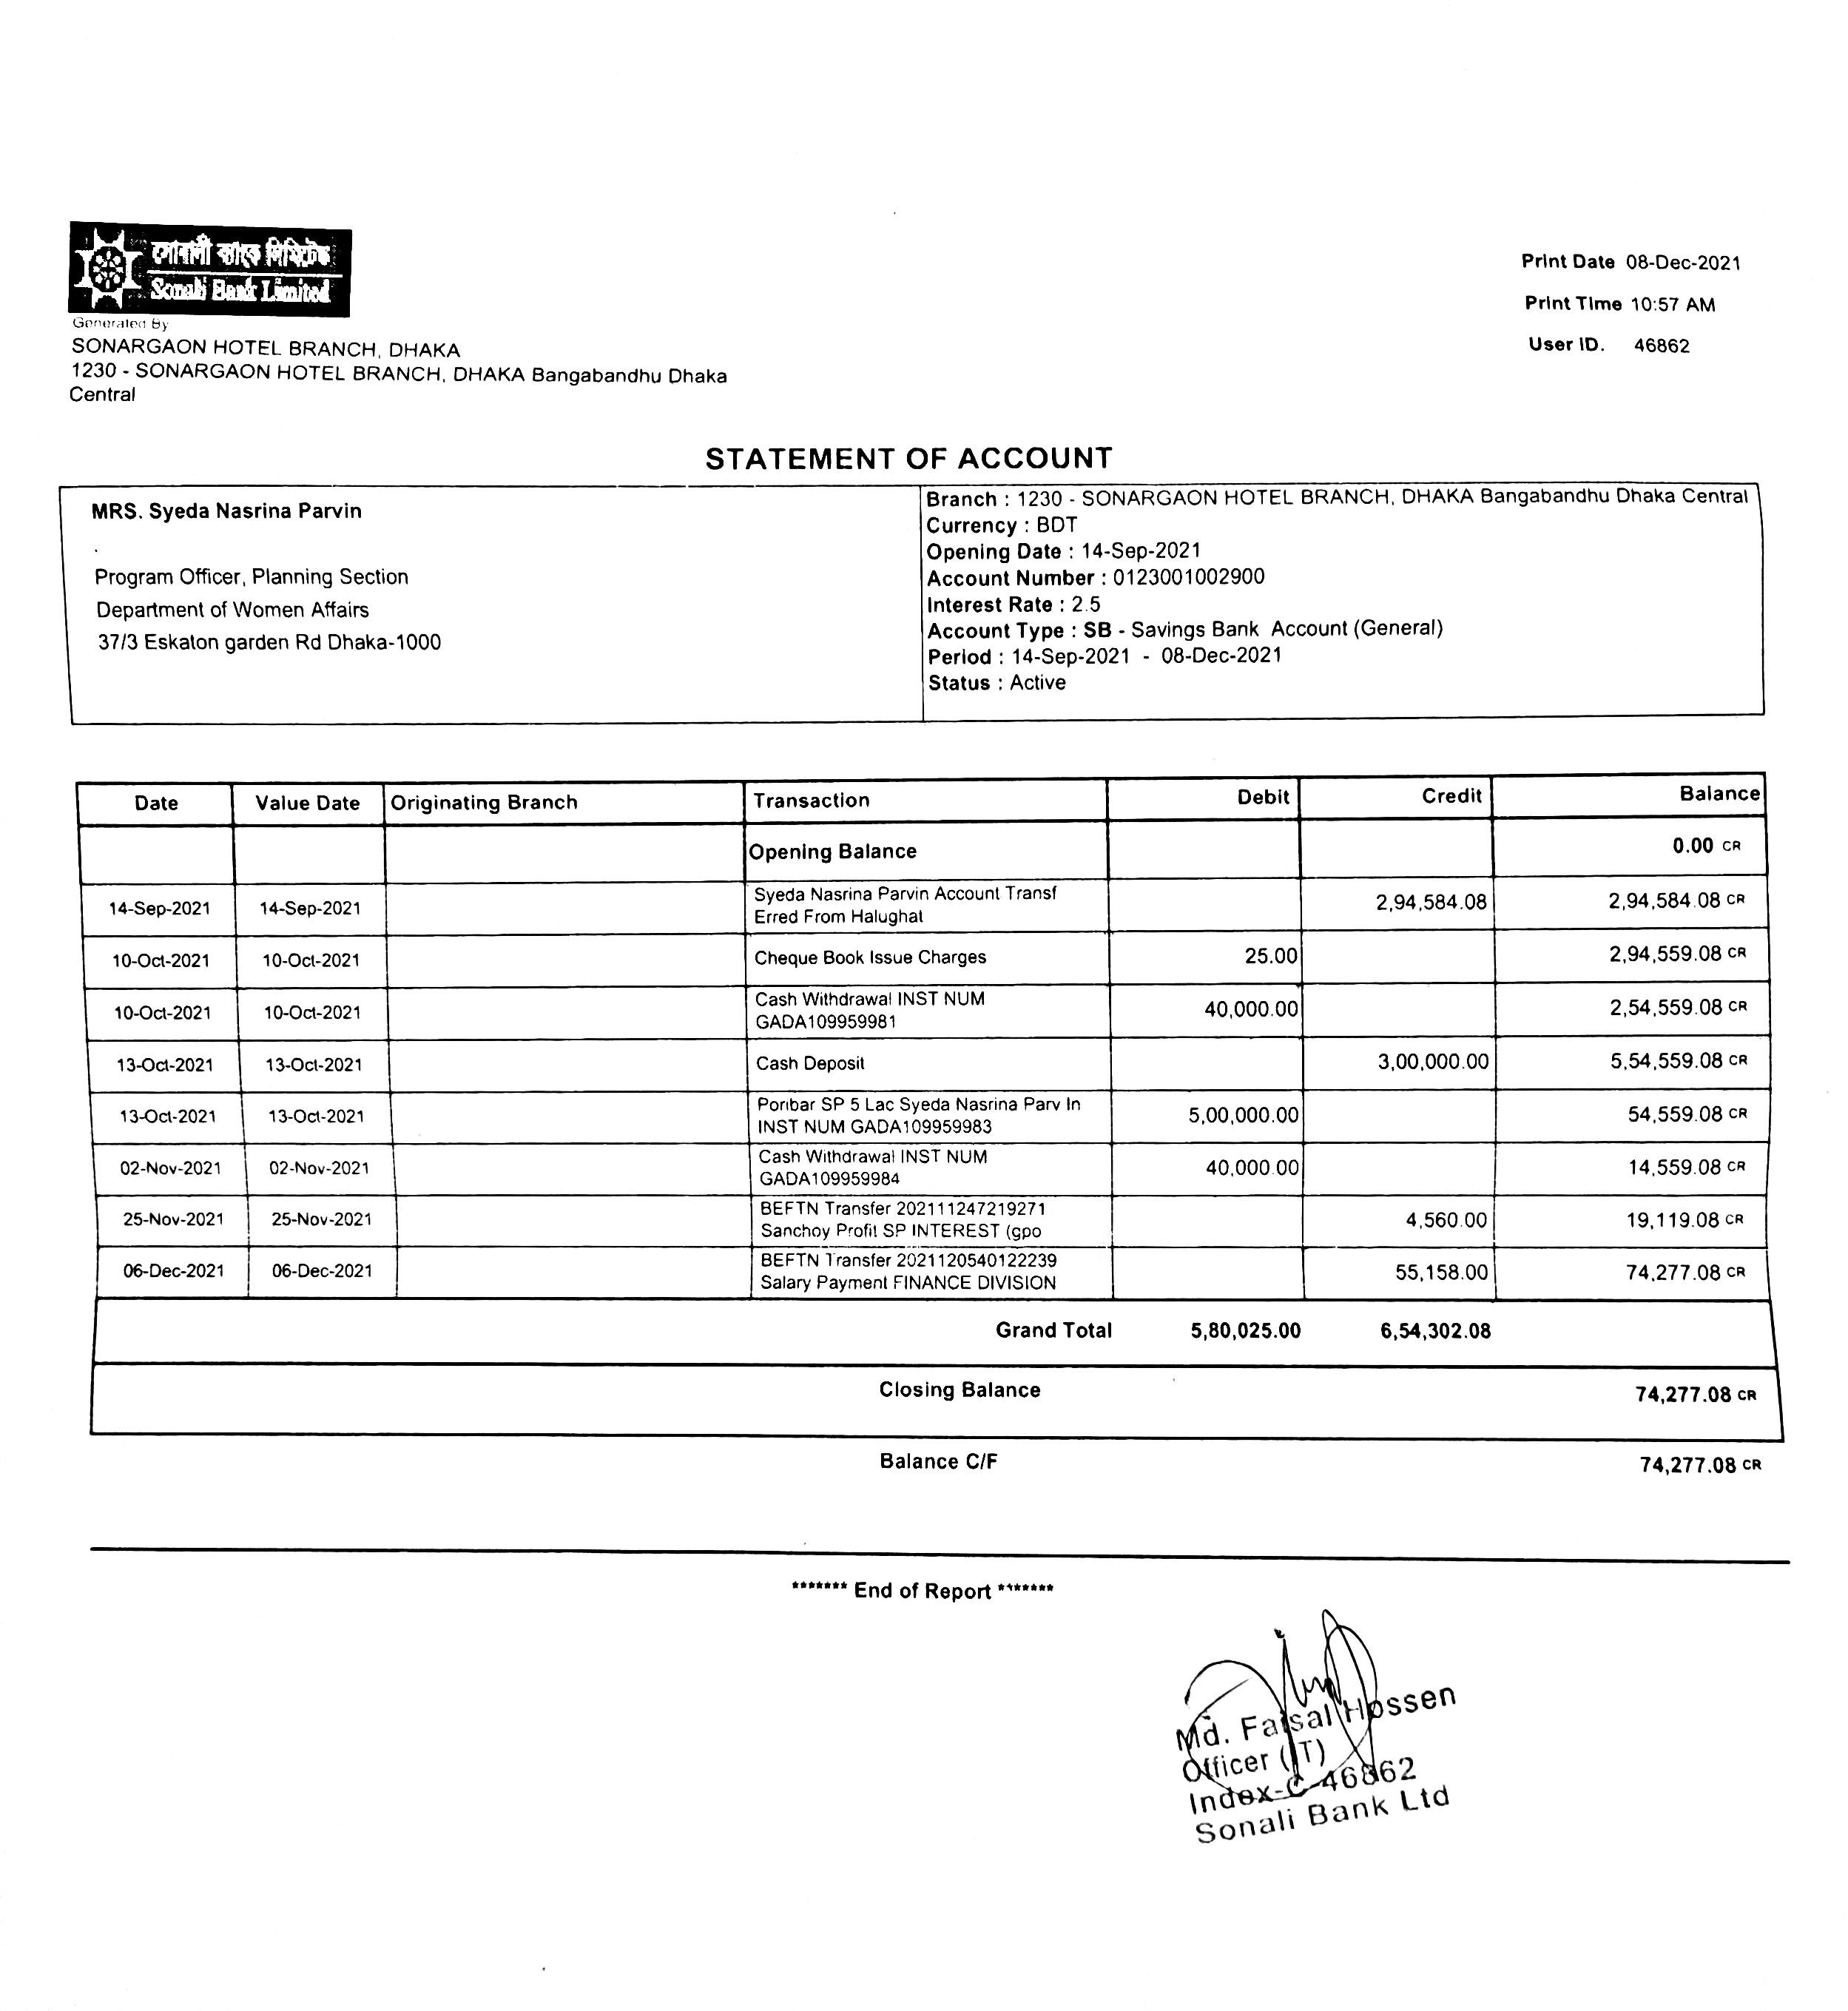 সোনালী ব্যাংক লিমিটেড
Sonali Bank Limited
Generated By
SONARGAON HOTEL BRANCH, DHAKA
1230 - SONARGAON HOTEL BRANCH, DHAKA Bangabandhu Dhaka
Central
Print Date 08-Dec-2021
Print Time 10:57 AM
User ID. 46862
STATEMENT OF ACCOUNT
MRS. Syeda Nasrina Parvin
.
Program Officer, Planning Section
Department of Women Affairs
37/3 Eskaton garden Rd Dhaka-1000
Branch : 1230 - SONARGAON HOTEL BRANCH, DHAKA Bangabandhu Dhaka Central
Currency : BDT
Opening Date : 14-Sep-2021
Account Number : 0123001002900
Interest Rate : 2.5
Account Type : SB - Savings Bank Account (General)
Period : 14-Sep-2021 - 08-Dec-2021
Status : Active
Date Value Date Originating Branch Transaction Debit Credit Balance
Opening Balance 0.00 CR
14-Sep-2021 14-Sep-2021 Syeda Nasrina Parvin Account Transf 2,94,584.08 2,94,584.08 CR
Erred From Halughat
10-Oct-2021 10-Oct-2021 Cheque Book Issue Charges 25.00 2,94,559.08 CR
10-Oct-2021 10-Oct-2021 Cash Withdrawal INST NUM 40,000.00 2,54,559.08 CR
GADA109959981
13-Oct-2021 13-Oct-2021 Cash Deposit 3,00,000.00 5,54,559.08 CR
13-Oct-2021 13-Oct-2021 Poribar SP 5 Lac Syeda Nasrina Parv In 5,00,000.00 54,559.08 CR
INST NUM GADA109959983
02-Nov-2021 02-Nov-2021 Cash Withdrawal INST NUM 40,000.00 14,559.08 CR
GADA109959984
25-Nov-2021 25-Nov-2021 BEFTN Transfer 202111247219271 4,560.00 19,119.08 CR
Sanchoy Profit SP INTEREST (gpo
06-Dec-2021 06-Dec-2021 BEFTN Transfer 2021120540122239 55,158.00 74,277.08 CR
Salary Payment FINANCE DIVISION
Grand Total 5,80,025.00 6,54,302.08
Closing Balance 74,277.08 CR
Balance C/F 74,277.08 CR
******* End of Report *******
Md. Faisal Hossen
Officer (IT)
Index-C-46862
Sonali Bank Ltd